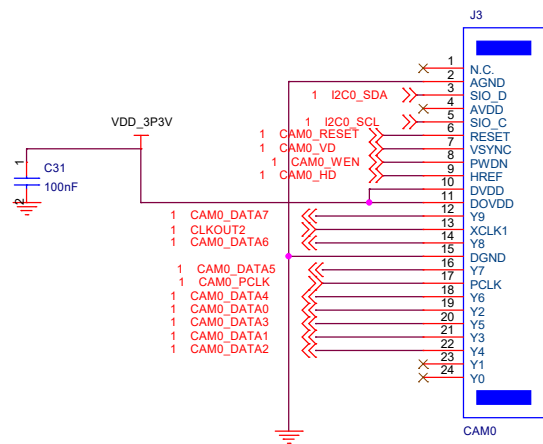 J3
1 N.C.
2 AGND
1 I2C0_SDA 3 SIO_D
4 AVDD
1 I2C0_SCL 5 SIO_C
1 CAM0_RESET 6 RESET
1 CAM0_VD 7 VSYNC
1 CAM0_WEN 8 PWDN
1 CAM0_HD 9 HREF
10 DVDD
11 DOVDD
VDD_3P3V
1
C31
100nF
2
1 CAM0_DATA7 12 Y9
1 CLKOUT2 13 XCLK1
1 CAM0_DATA6 14 Y8
15 DGND
1 CAM0_DATA5 16 Y7
1 CAM0_PCLK 17 PCLK
1 CAM0_DATA4 18 Y6
1 CAM0_DATA0 19 Y2
1 CAM0_DATA3 20 Y5
1 CAM0_DATA1 21 Y3
1 CAM0_DATA2 22 Y4
23 Y1
24 Y0
CAM0